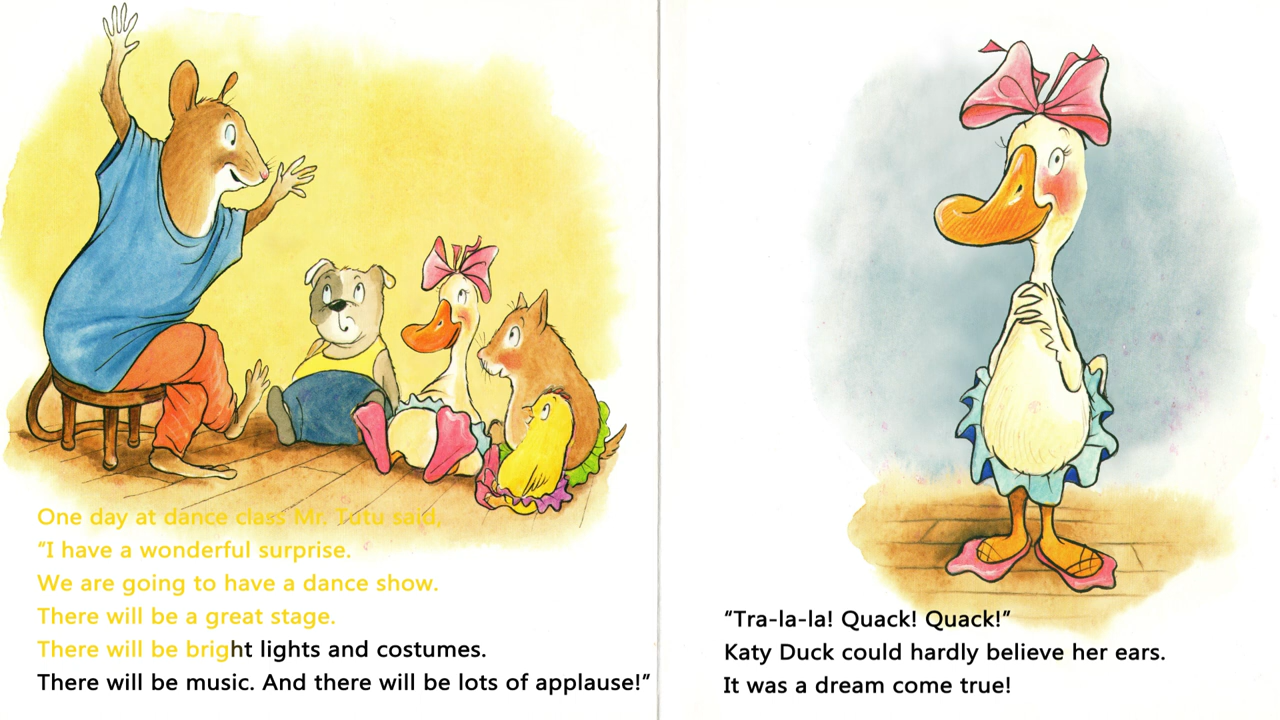 One day at dance class Mr. Tutu said,
“I have a wonderful surprise.
We are going to have a dance show.
There will be a great stage.
There will be bright lights and costumes.
There will be music. And there will be lots of applause!”
“Tra-la-la! Quack! Quack!”
Katy Duck could hardly believe her ears.
It was a dream come true!